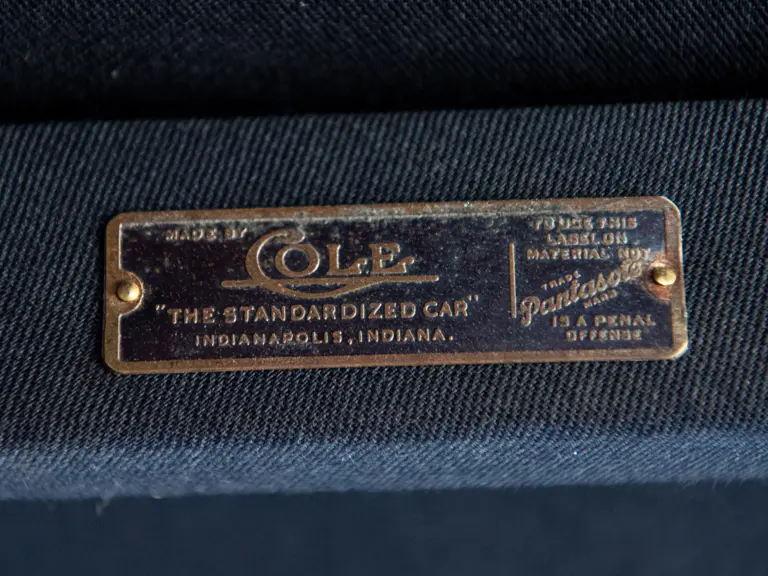 MADE BY
COLE
"THE STANDARDIZED CAR"
INDIANAPOLIS, INDIANA.
TO USE THIS
LABEL ON
MATERIAL NOT
TRADE
Pantasote
MARK
IS A PENAL
OFFENSE